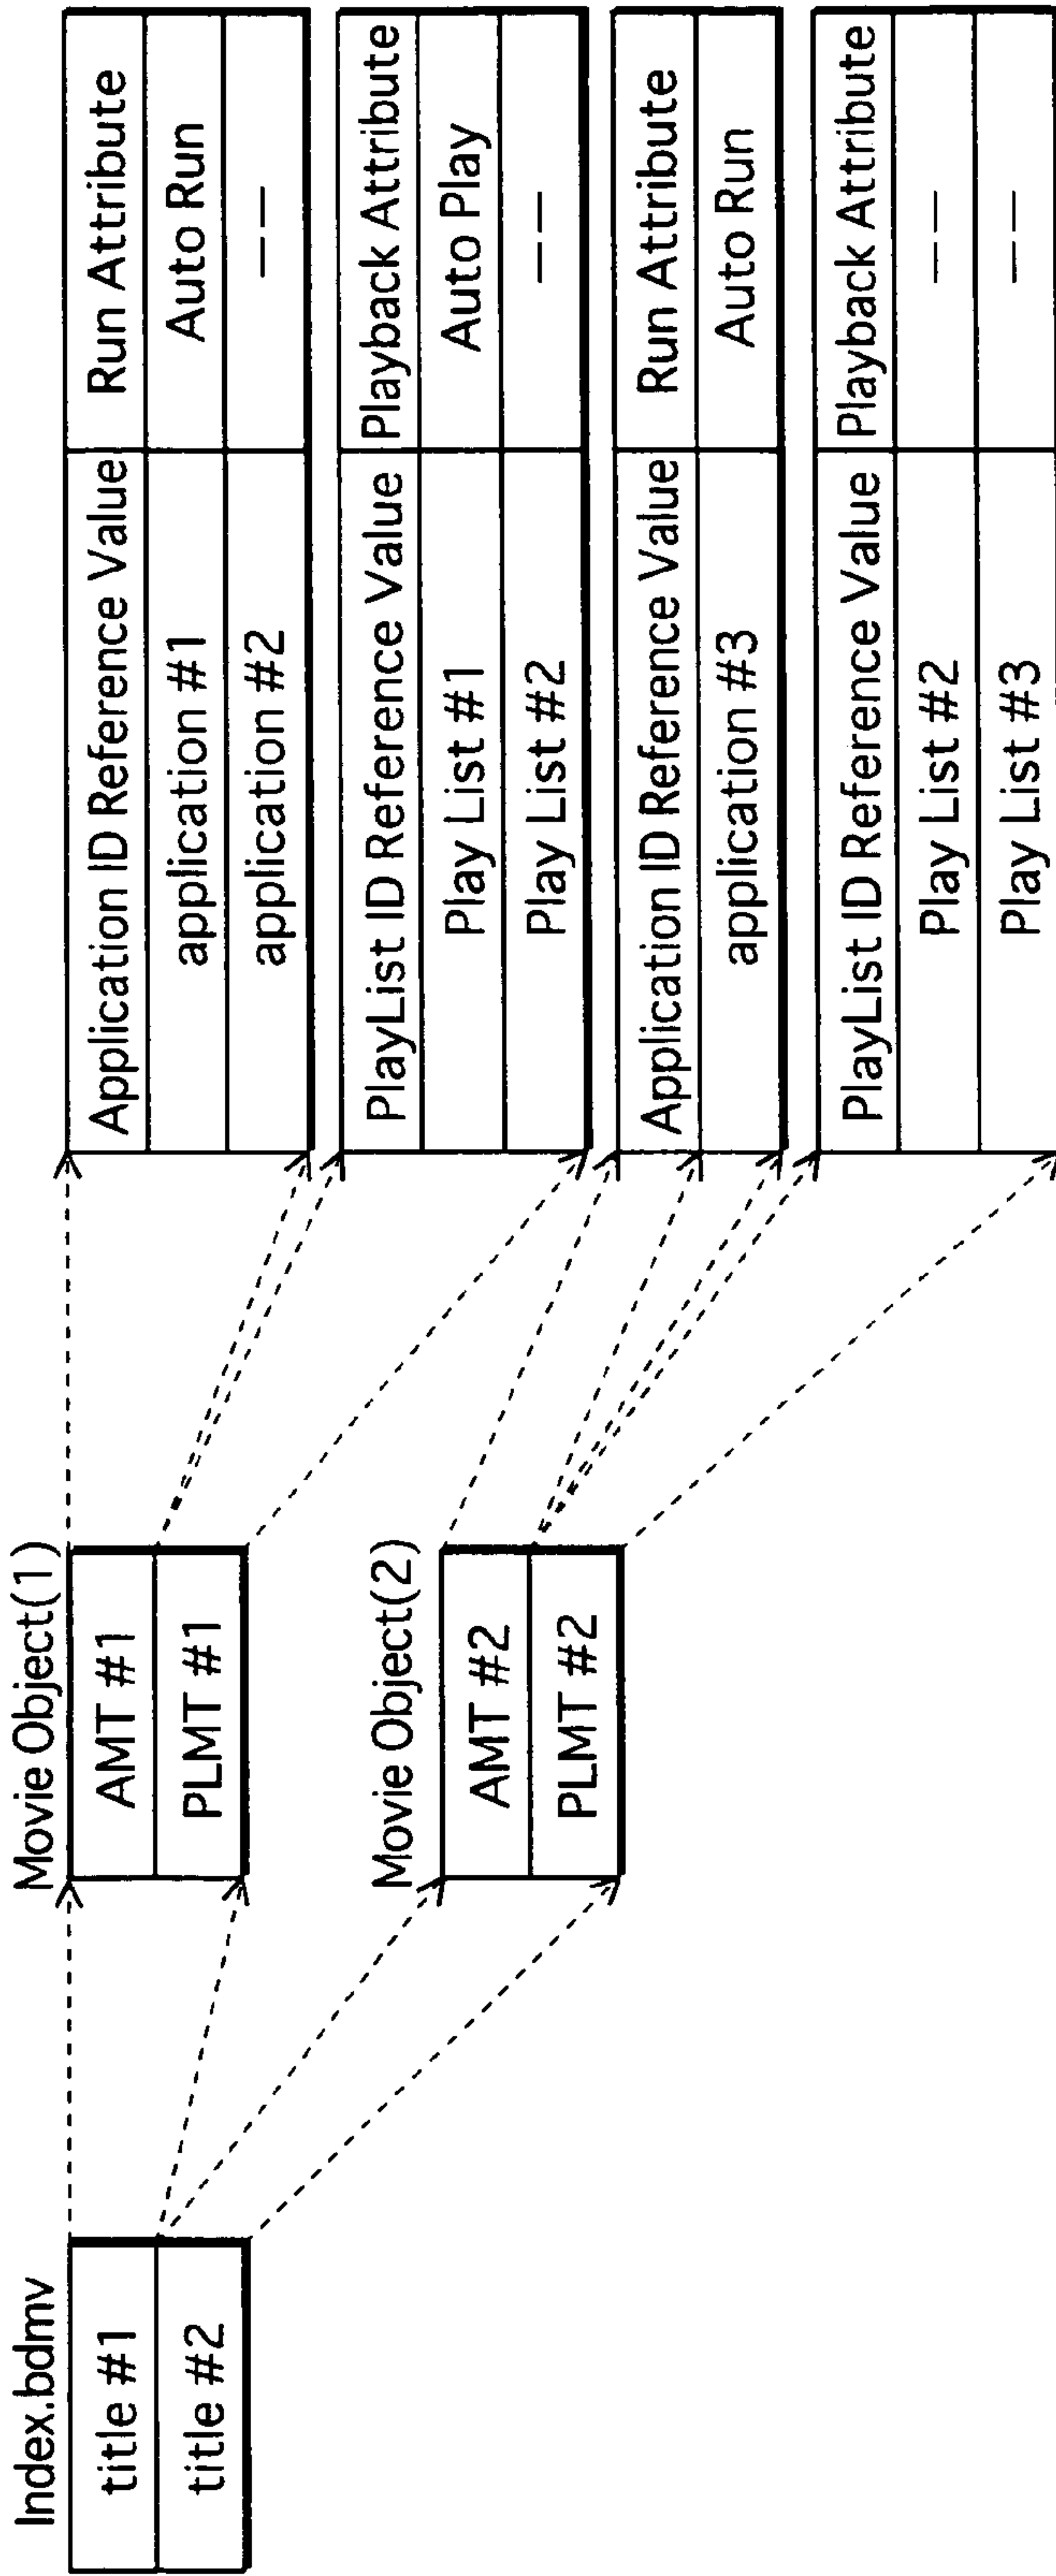 Index.bdmv
title #1
title #2
Movie Object(1)
AMT #1
PLMT #1
Movie Object(2)
AMT #2
PLMT #2
Application ID Reference Value Run Attribute
application #1 Auto Run
application #2 ---
PlayList ID Reference Value Playback Attribute
Play List #1 Auto Play
Play List #2 ---
Application ID Reference Value Run Attribute
application #3 Auto Run
PlayList ID Reference Value Playback Attribute
Play List #2 ---
Play List #3 ---